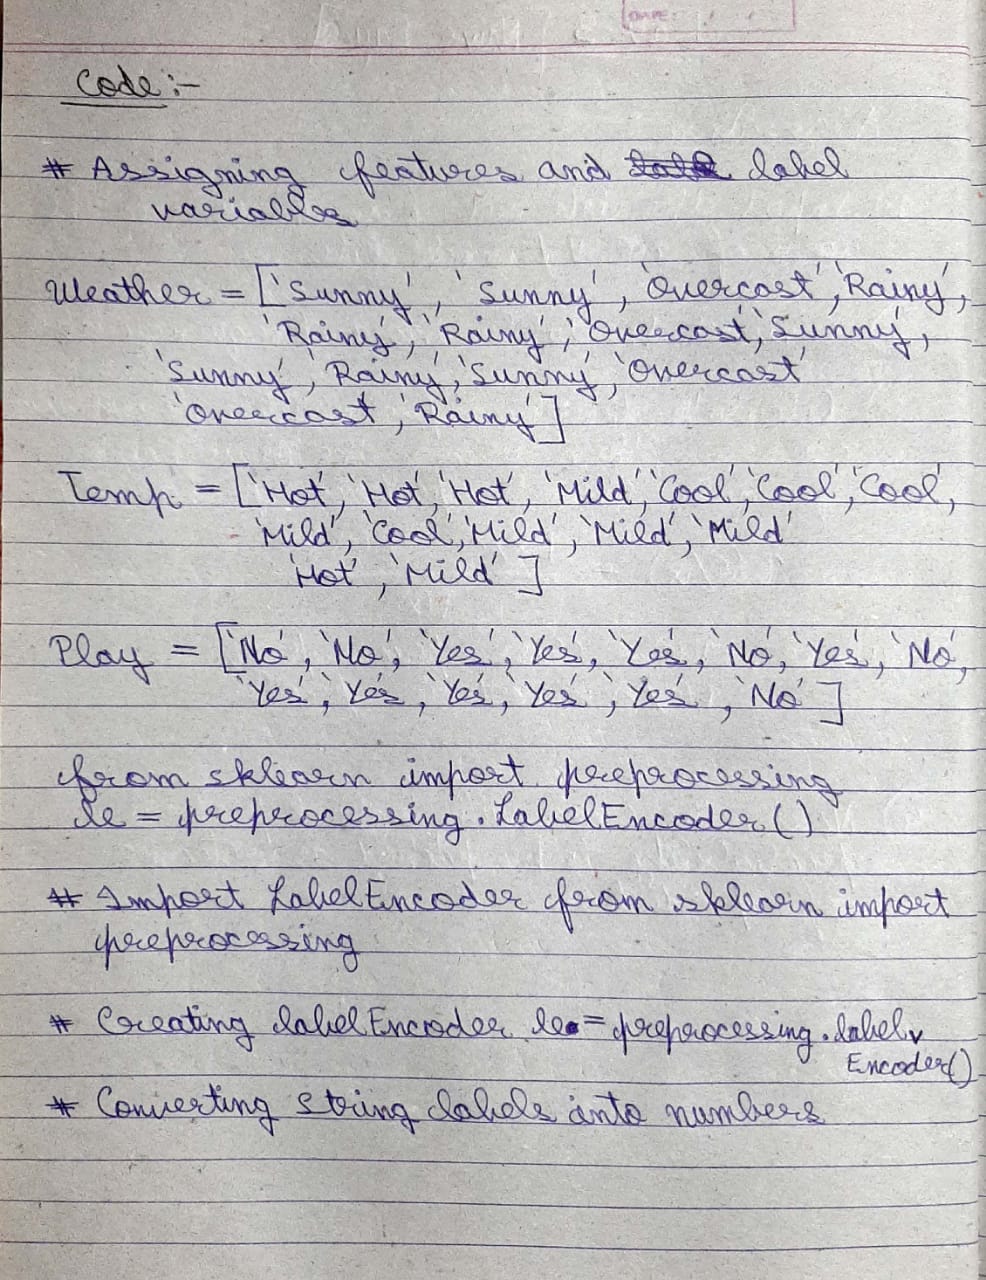 DATE:
Code :-
# Assigning features and label
variables
Weather = ['Sunny', 'Sunny', 'Overcast', 'Rainy',
'Rainy', 'Rainy', 'Overcast', 'Sunny',
'Sunny', 'Rainy', 'Sunny', 'Overcast'
'Overcast', 'Rainy']
Temp = ['Hot', 'Hot', 'Hot', 'Mild', 'Cool', 'Cool', 'Cool',
'Mild', 'Cool', 'Mild', 'Mild', 'Mild'
'Hot', 'Mild']
Play = ['No', 'No', 'Yes', 'Yes', 'Yes', 'No', 'Yes', 'No',
'Yes', 'Yes', 'Yes', 'Yes', 'Yes', 'No']
from sklearn import preprocessing
le = preprocessing.LabelEncoder()
# Import LabelEncoder from sklearn import
preprocessing
# Creating labelEncoder le = preprocessing.label
Encoder()
# Converting string labels into numbers